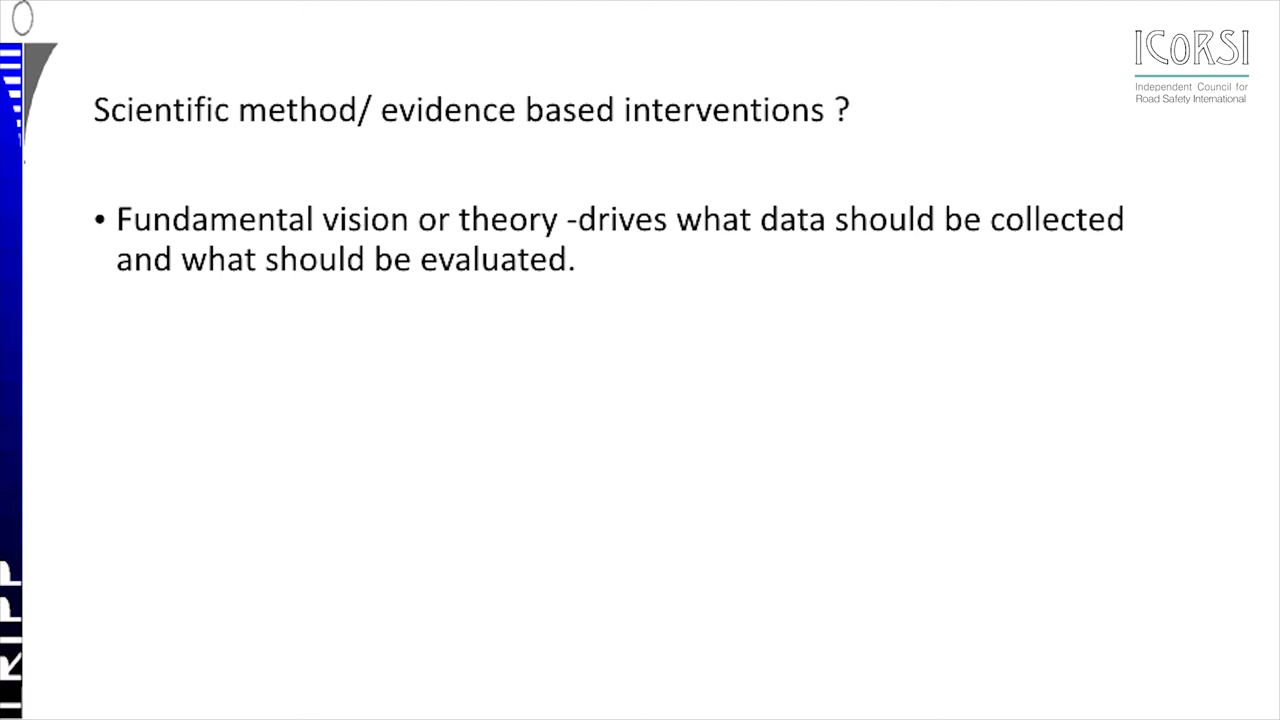 ICoRSI
Independent Council for
Road Safety International
Scientific method/ evidence based interventions ?
• Fundamental vision or theory -drives what data should be collected
and what should be evaluated.
TRIPP